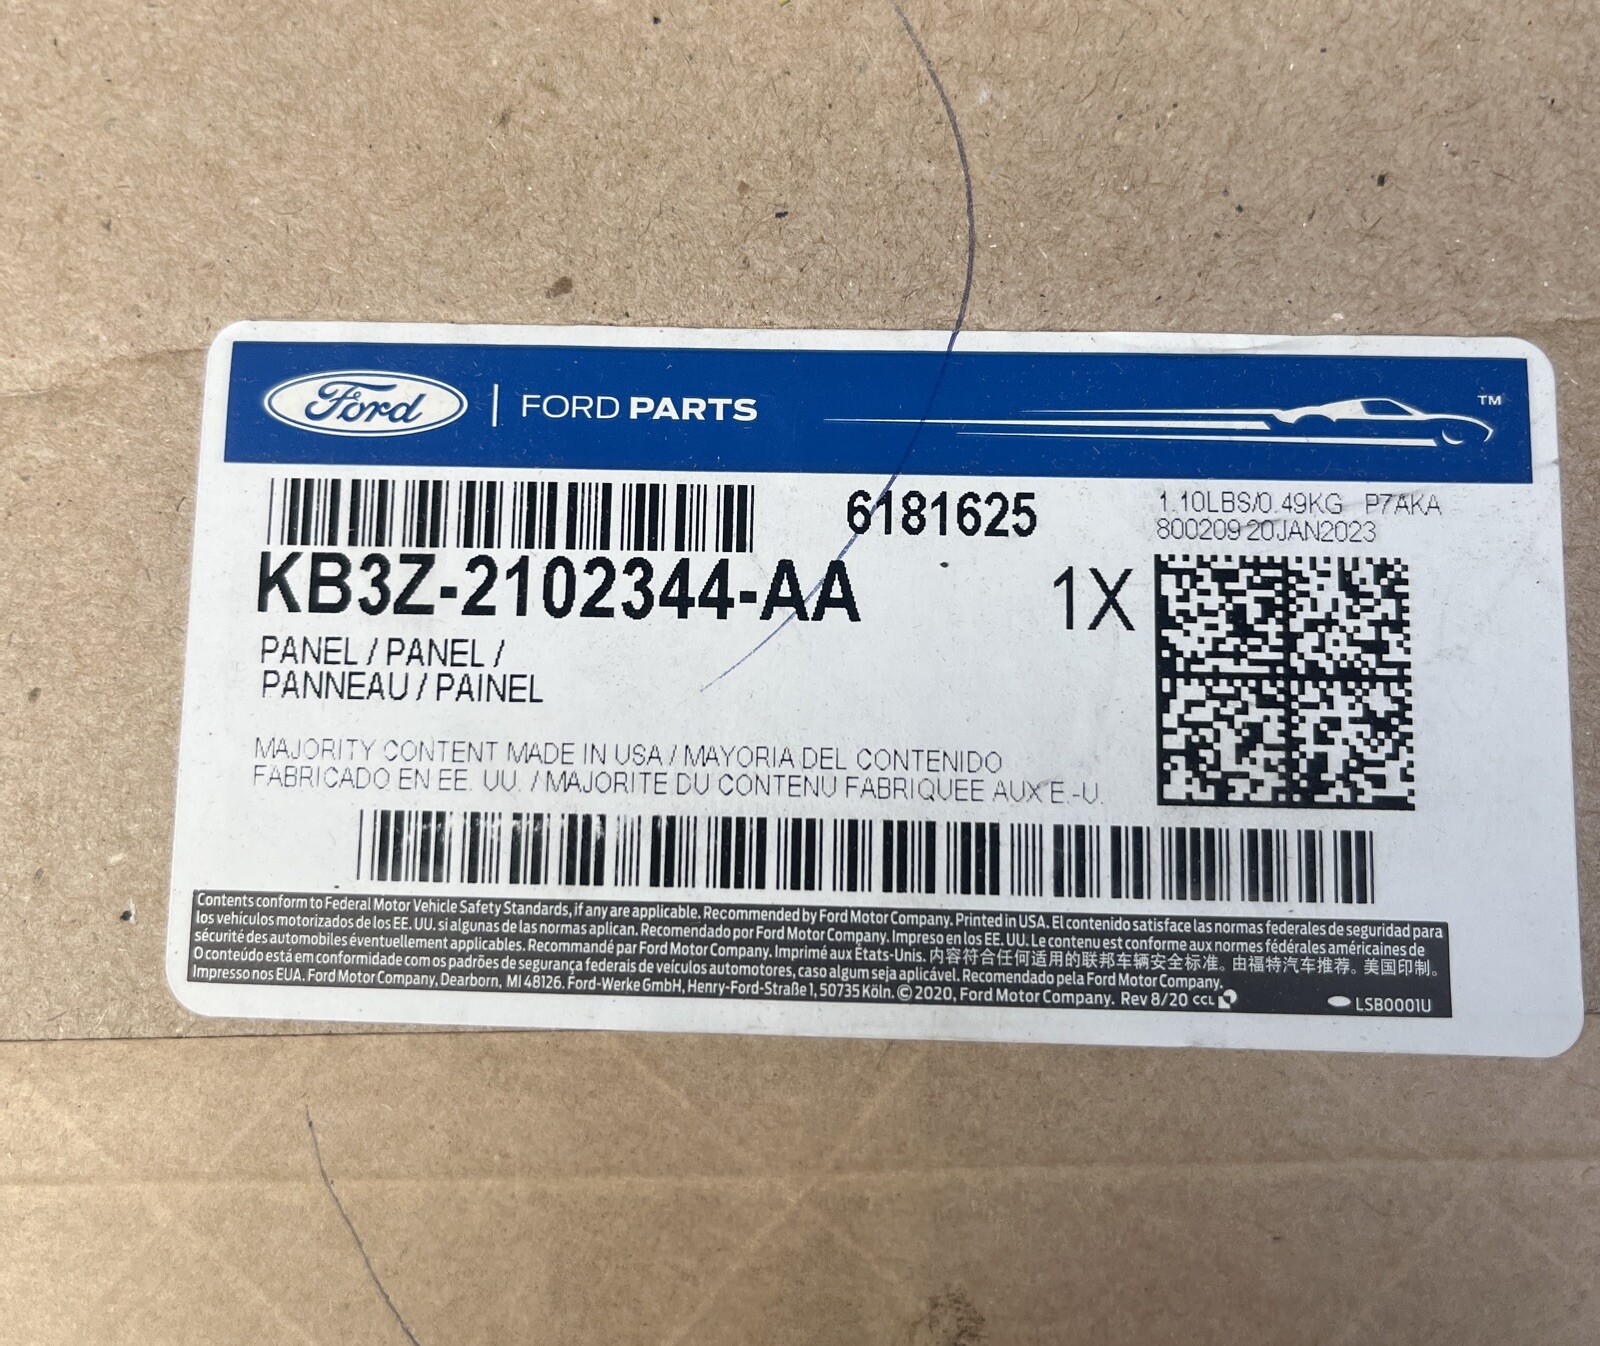 Ford | FORD PARTS ™
6181625
1.10LBS/0.49KG P7AKA
800209 20JAN2023
KB3Z-2102344-AA
1X
PANEL / PANEL /
PANNEAU / PAINEL
MAJORITY CONTENT MADE IN USA / MAYORIA DEL CONTENIDO
FABRICADO EN EE. UU. / MAJORITE DU CONTENU FABRIQUEE AUX E.-U.
Contents conform to Federal Motor Vehicle Safety Standards, if any are applicable. Recommended by Ford Motor Company. Printed in USA. El contenido satisface las normas federales de seguridad para
los vehículos motorizados de los EE. UU. si algunas de las normas aplican. Recomendado por Ford Motor Company. Impreso en los EE. UU. Le contenu est conforme aux normes fédérales américaines de
sécurité des automobiles éventuellement applicables. Recommandé par Ford Motor Company. Imprimé aux États-Unis. 内容符合任何适用的联邦车辆安全标准。由福特汽车推荐。美国印制。
O conteúdo está em conformidade com os padrões de segurança federais de veículos automotores, caso algum seja aplicável. Recomendado pela Ford Motor Company.
Impresso nos EUA. Ford Motor Company, Dearborn, MI 48126. Ford-Werke GmbH, Henry-Ford-Straße 1, 50735 Köln. © 2020, Ford Motor Company. Rev 8/20 CCL
LSB0001U